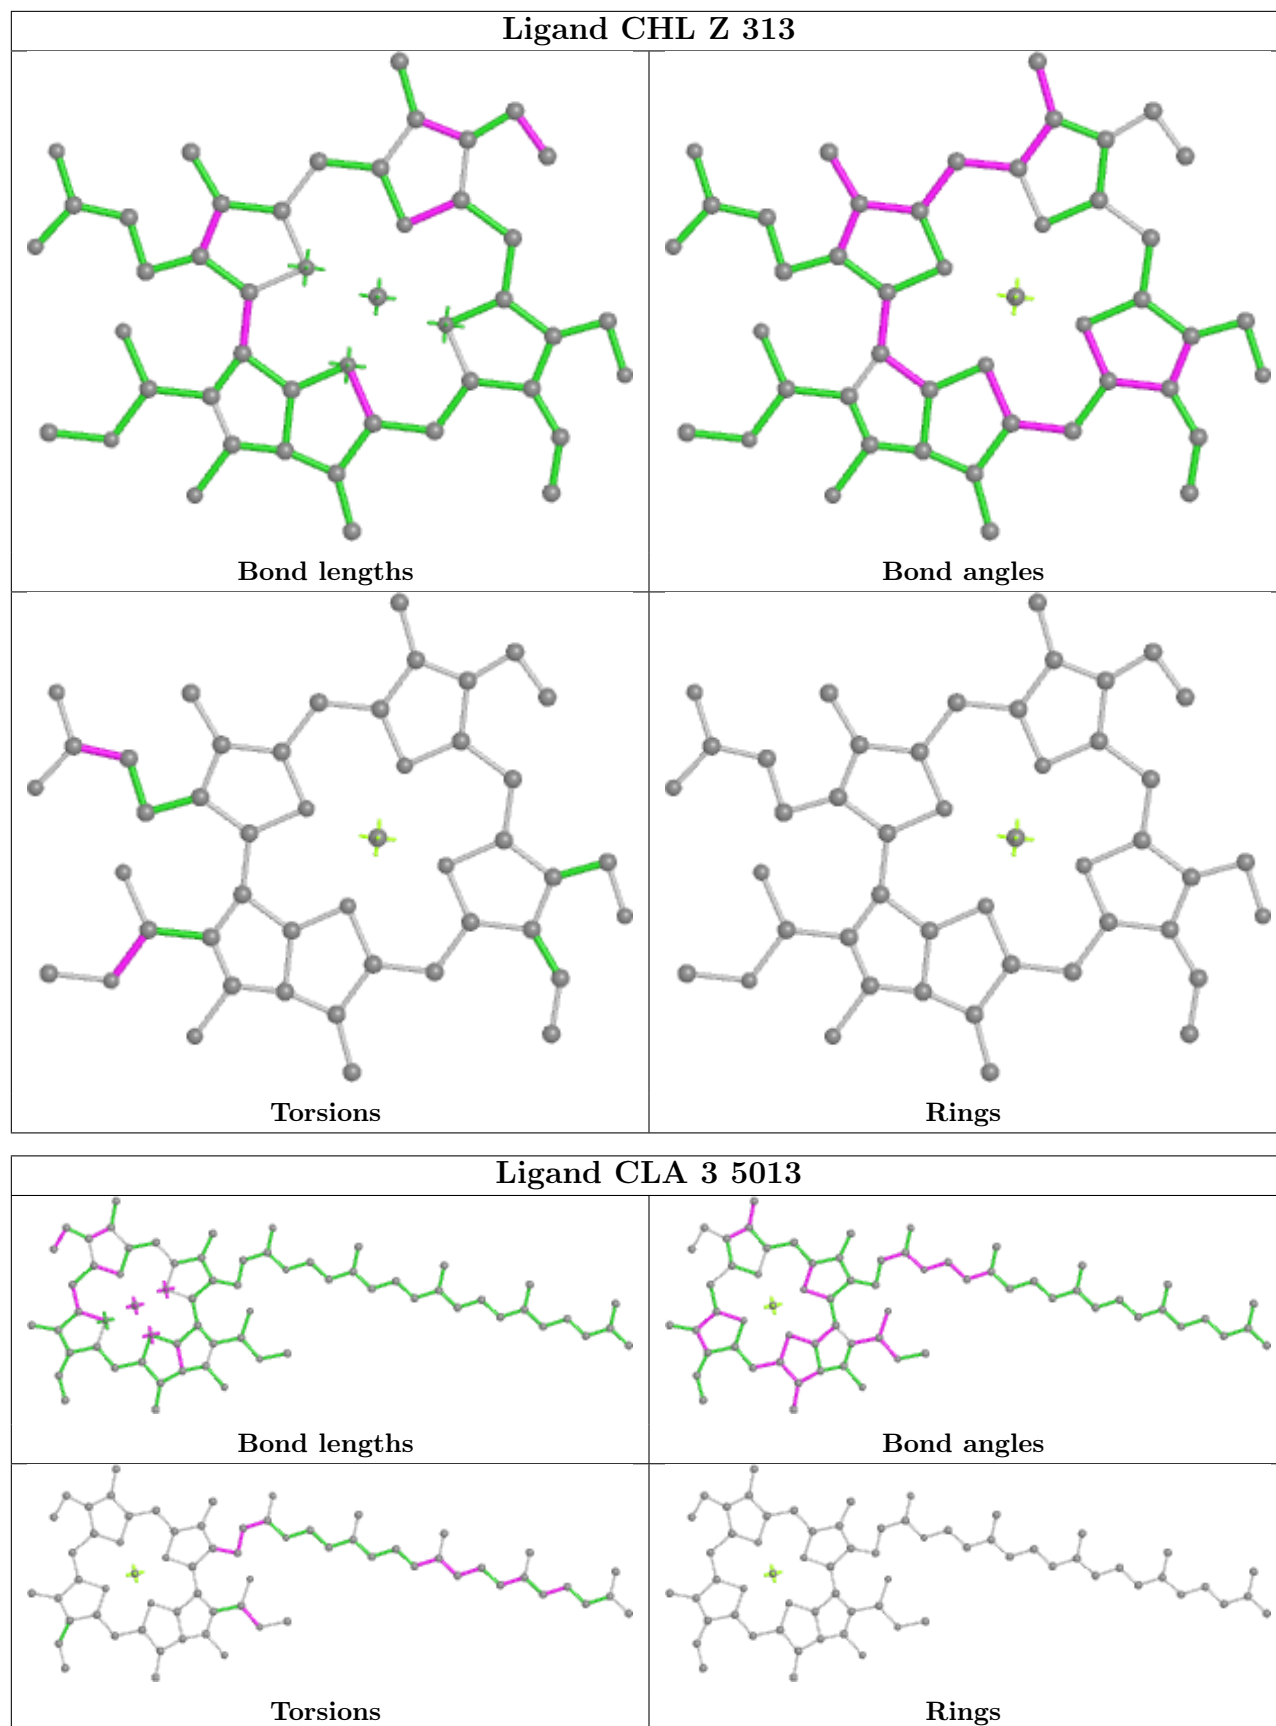 Ligand CHL Z 313
Bond lengths
Bond angles
Torsions
Rings
Ligand CLA 3 5013
Bond lengths
Bond angles
Torsions
Rings